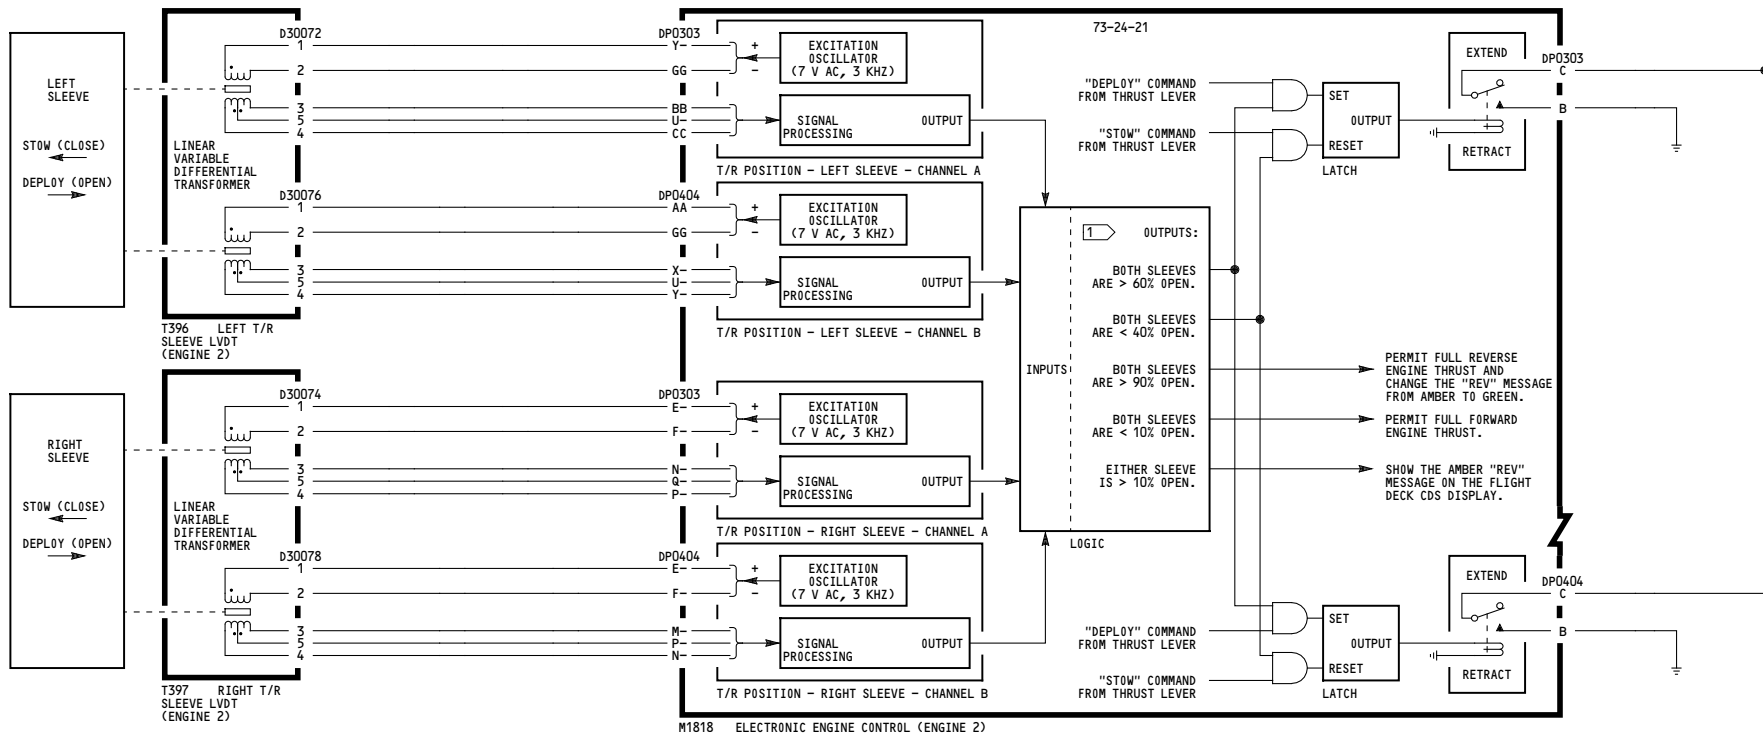 LEFT
SLEEVE
STOW (CLOSE)
DEPLOY (OPEN)
D30072
1
2
3
5
4
LINEAR
VARIABLE
DIFFERENTIAL
TRANSFORMER
D30076
1
2
3
5
4
T396 LEFT T/R
SLEEVE LVDT
(ENGINE 2)
RIGHT
SLEEVE
STOW (CLOSE)
DEPLOY (OPEN)
D30074
1
2
3
5
4
LINEAR
VARIABLE
DIFFERENTIAL
TRANSFORMER
D30078
1
2
3
5
4
T397 RIGHT T/R
SLEEVE LVDT
(ENGINE 2)
DP0303
Y-
GG
BB
U-
CC
+
-
EXCITATION
OSCILLATOR
(7 V AC, 3 KHZ)
SIGNAL OUTPUT
PROCESSING
T/R POSITION - LEFT SLEEVE - CHANNEL A
DP0404
AA
GG
X-
U-
Y-
+
-
EXCITATION
OSCILLATOR
(7 V AC, 3 KHZ)
SIGNAL OUTPUT
PROCESSING
T/R POSITION - LEFT SLEEVE - CHANNEL B
DP0303
E-
F-
N-
Q-
P-
+
-
EXCITATION
OSCILLATOR
(7 V AC, 3 KHZ)
SIGNAL OUTPUT
PROCESSING
T/R POSITION - RIGHT SLEEVE - CHANNEL A
DP0404
E-
F-
M-
P-
N-
+
-
EXCITATION
OSCILLATOR
(7 V AC, 3 KHZ)
SIGNAL OUTPUT
PROCESSING
T/R POSITION - RIGHT SLEEVE - CHANNEL B
M1818 ELECTRONIC ENGINE CONTROL (ENGINE 2)
73-24-21
"DEPLOY" COMMAND
FROM THRUST LEVER
"STOW" COMMAND
FROM THRUST LEVER
SET
OUTPUT
RESET
LATCH
EXTEND
RETRACT
DP0303
C
B
INPUTS
1
OUTPUTS:
BOTH SLEEVES
ARE > 60% OPEN.
BOTH SLEEVES
ARE < 40% OPEN.
BOTH SLEEVES
ARE > 90% OPEN.
BOTH SLEEVES
ARE < 10% OPEN.
EITHER SLEEVE
IS > 10% OPEN.
LOGIC
PERMIT FULL REVERSE
ENGINE THRUST AND
CHANGE THE "REV" MESSAGE
FROM AMBER TO GREEN.
PERMIT FULL FORWARD
ENGINE THRUST.
SHOW THE AMBER "REV"
MESSAGE ON THE FLIGHT
DECK CDS DISPLAY.
"DEPLOY" COMMAND
FROM THRUST LEVER
"STOW" COMMAND
FROM THRUST LEVER
SET
OUTPUT
RESET
LATCH
EXTEND
RETRACT
DP0404
C
B